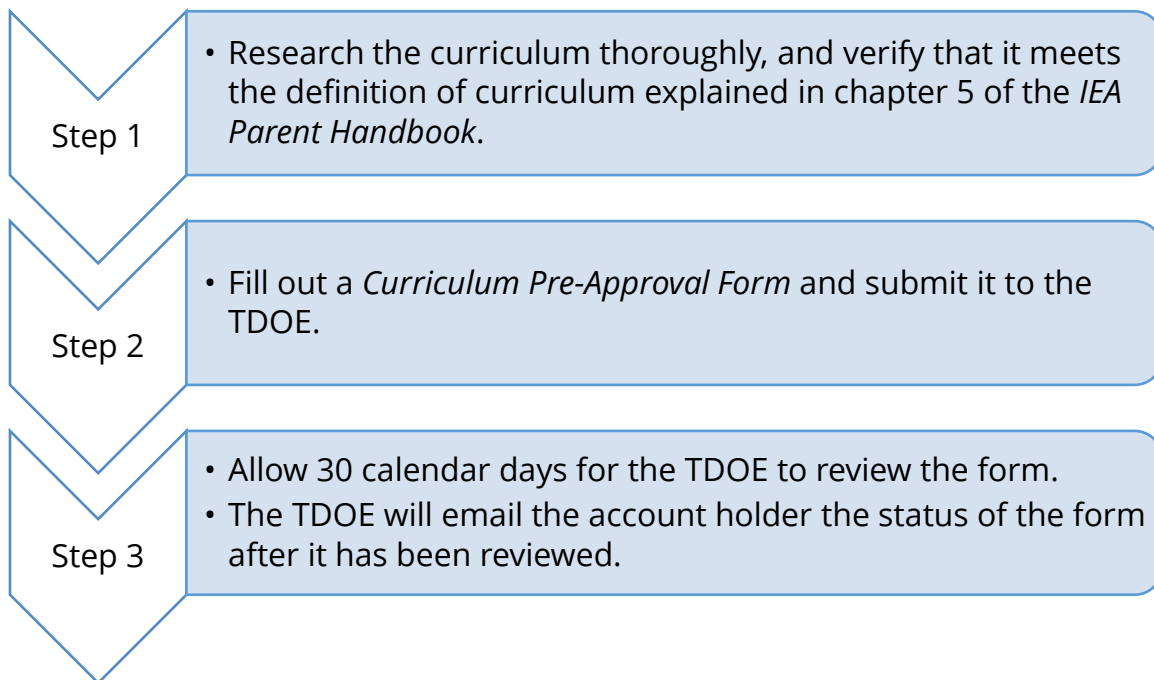 Step 1
• Research the curriculum thoroughly, and verify that it meets
the definition of curriculum explained in chapter 5 of the IEA
Parent Handbook.
Step 2
• Fill out a Curriculum Pre-Approval Form and submit it to the
TDOE.
Step 3
• Allow 30 calendar days for the TDOE to review the form.
• The TDOE will email the account holder the status of the form
after it has been reviewed.